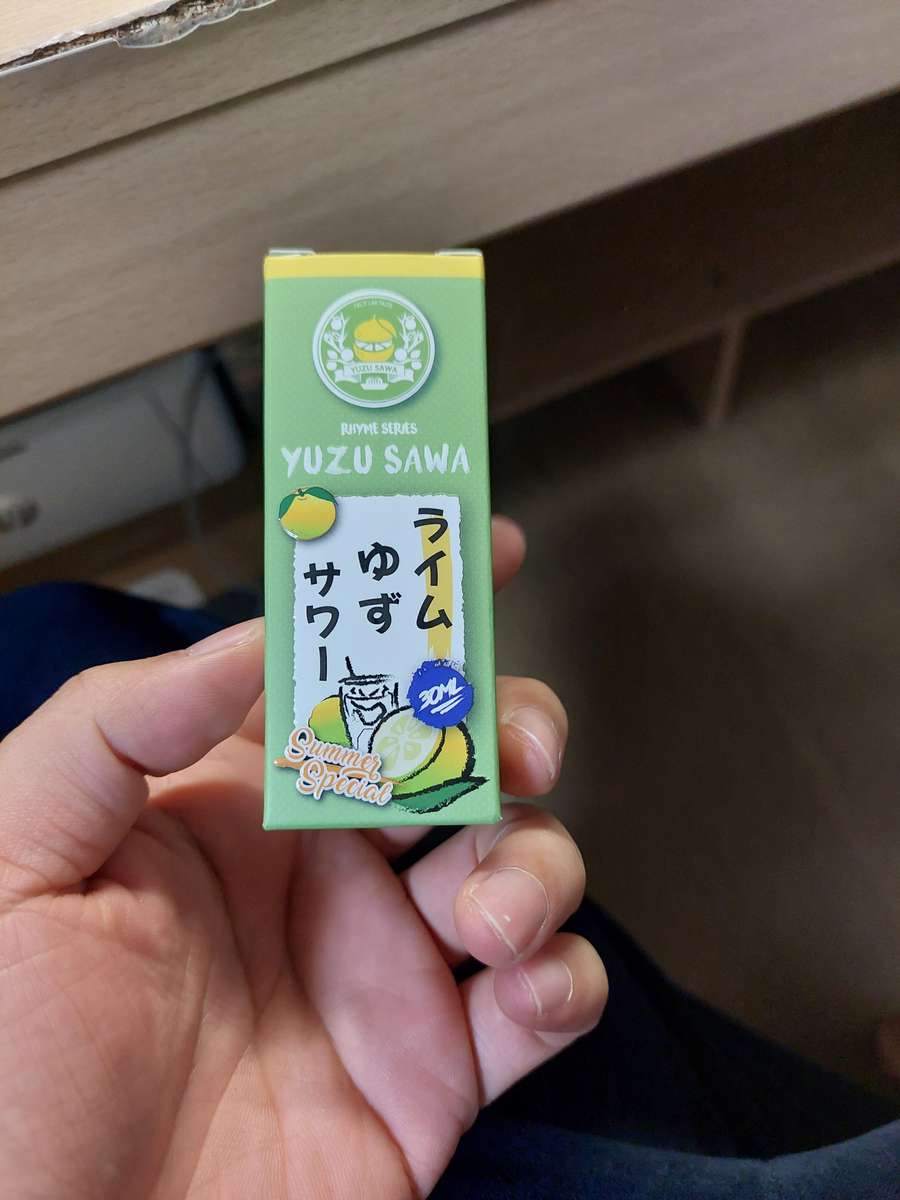 YUZU SAWA
RHYME SERIES
YUZU SAWA
ライム
ゆず
サワー
30ML
Summer
Special